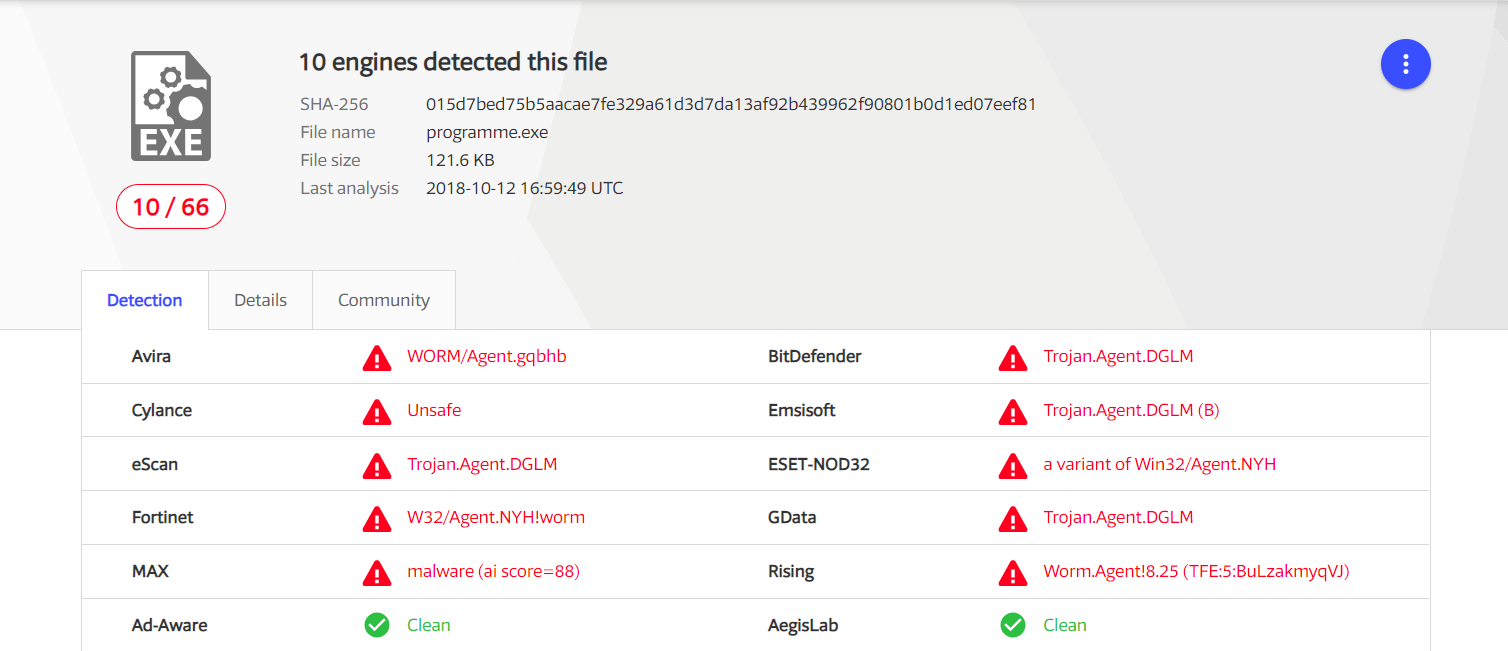 10 engines detected this file
SHA-256 015d7bed75b5aacae7fe329a61d3d7da13af92b439962f90801b0d1ed07eef81
File name programme.exe
File size 121.6 KB
Last analysis 2018-10-12 16:59:49 UTC
EXE
10 / 66
Detection Details Community
Avira WORM/Agent.gqbhb BitDefender Trojan.Agent.DGLM
Cylance Unsafe Emsisoft Trojan.Agent.DGLM (B)
eScan Trojan.Agent.DGLM ESET-NOD32 a variant of Win32/Agent.NYH
Fortinet W32/Agent.NYH!worm GData Trojan.Agent.DGLM
MAX malware (ai score=88) Rising Worm.Agent!8.25 (TFE:5:BuLzakmyqVJ)
Ad-Aware Clean AegisLab Clean